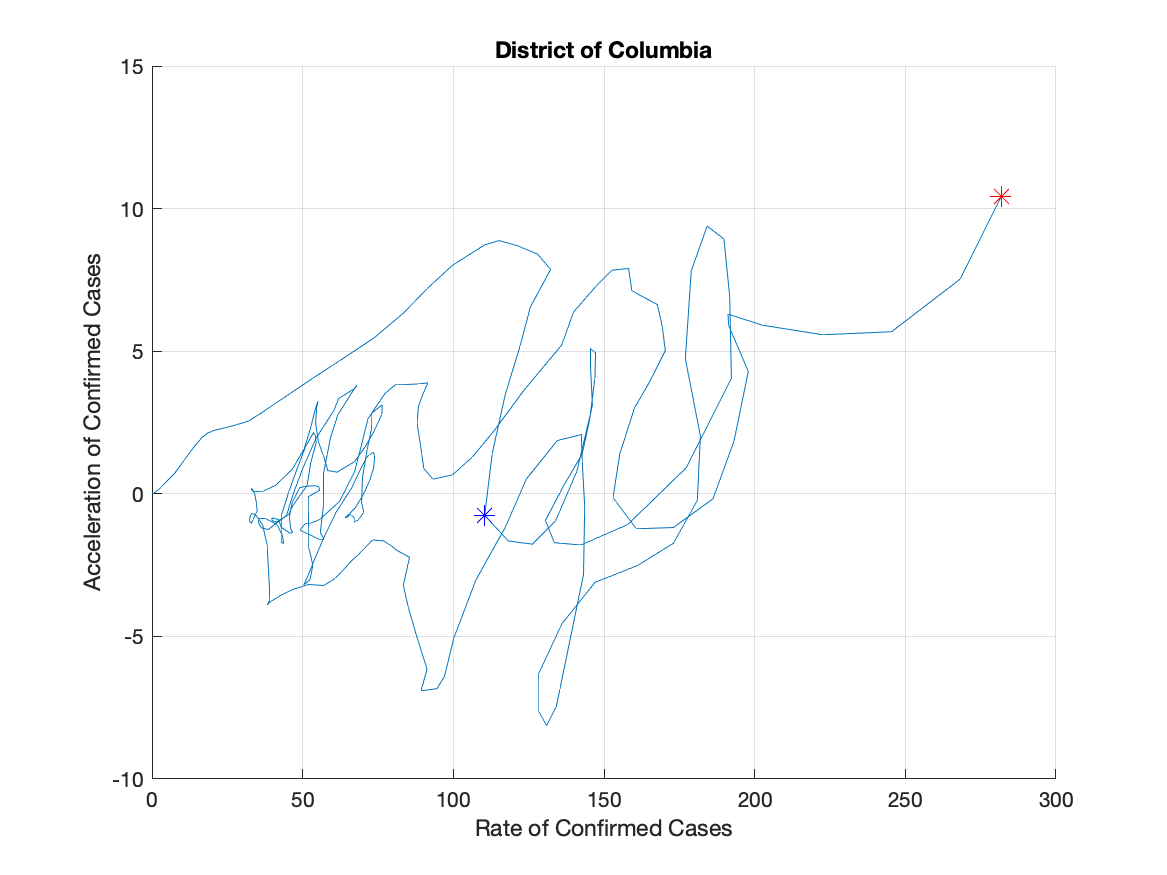 District of Columbia
15
10
5
0
-5
-10
Acceleration of Confirmed Cases
0 50 100 150 200 250 300
Rate of Confirmed Cases